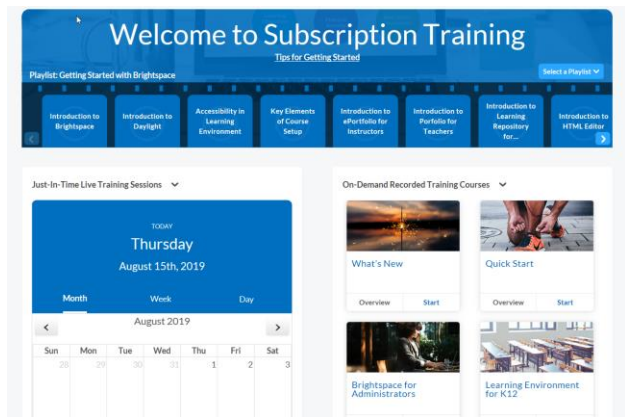 Welcome to Subscription Training
Tips for Getting Started
Playlist: Getting Started with Brightspace
Select a Playlist
Introduction to
Brightspace
Introduction to
Daylight
Accessibility in
Learning
Environment
Key Elements
of Course
Setup
Introduction to
ePortfolio for
Instructors
Introduction to
Porfolio for
Teachers
Introduction to
Learning
Repository
for...
Introduction to
HTML Editor
Just-In-Time Live Training Sessions
TODAY
Thursday
August 15th, 2019
Month Week Day
August 2019
Sun Mon Tue Wed Thu Fri Sat
28 29 30 31 1 2 3
On-Demand Recorded Training Courses
What's New
Overview Start
Quick Start
Overview Start
Brightspace for
Administrators
Learning Environment
for K12